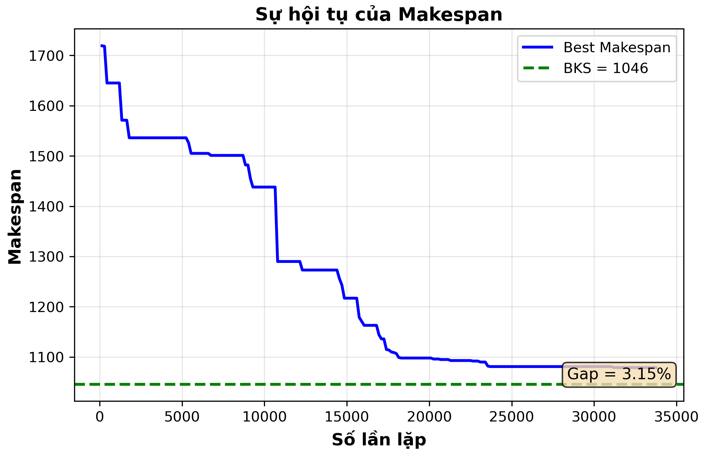 Sự hội tụ của Makespan
Best Makespan
BKS = 1046
Makespan
1700
1600
1500
1400
1300
1200
1100
Gap = 3.15%
0
5000
10000
15000
20000
25000
30000
35000
Số lần lặp